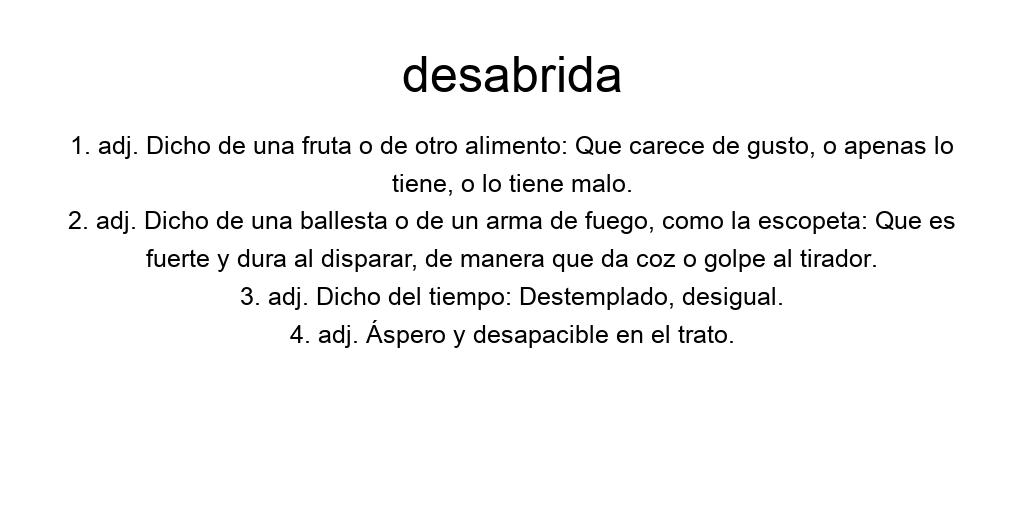 desabrida
1. adj. Dicho de una fruta o de otro alimento: Que carece de gusto, o apenas lo
tiene, o lo tiene malo.
2. adj. Dicho de una ballesta o de un arma de fuego, como la escopeta: Que es
fuerte y dura al disparar, de manera que da coz o golpe al tirador.
3. adj. Dicho del tiempo: Destemplado, desigual.
4. adj. Áspero y desapacible en el trato.